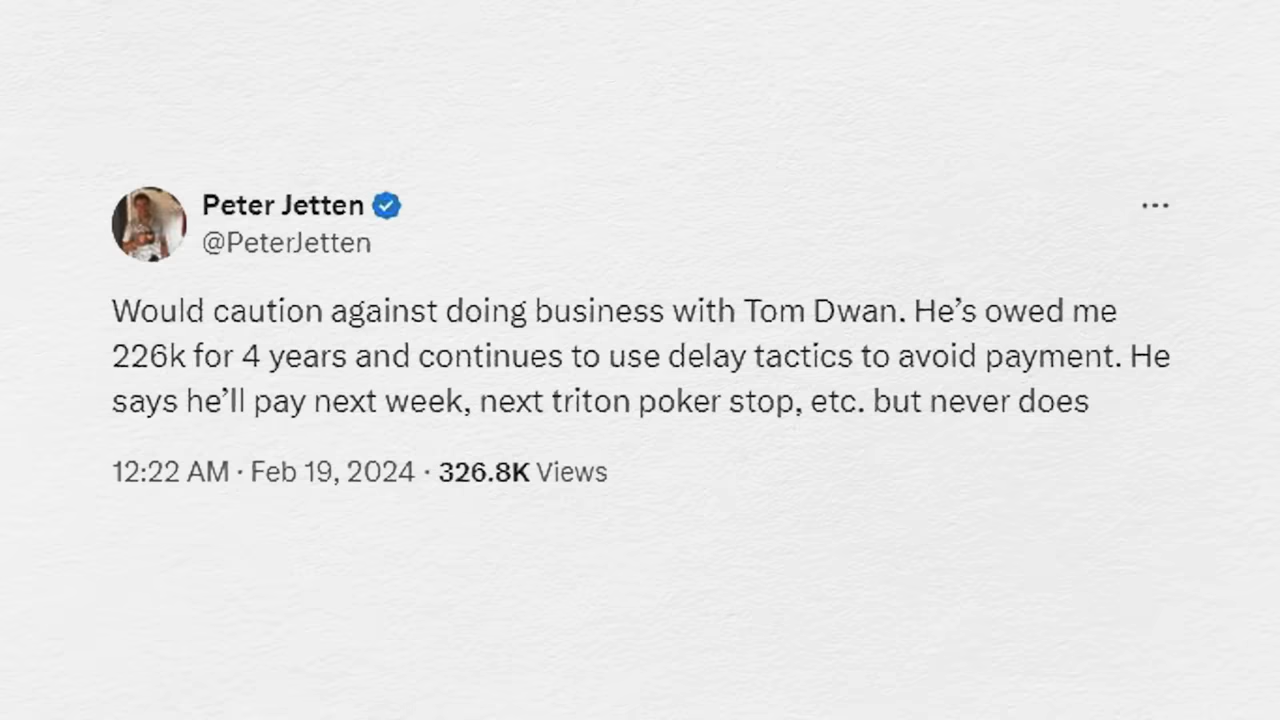 Peter Jetten
@PeterJetten
Would caution against doing business with Tom Dwan. He’s owed me
226k for 4 years and continues to use delay tactics to avoid payment. He
says he’ll pay next week, next triton poker stop, etc. but never does
12:22 AM · Feb 19, 2024 · 326.8K Views